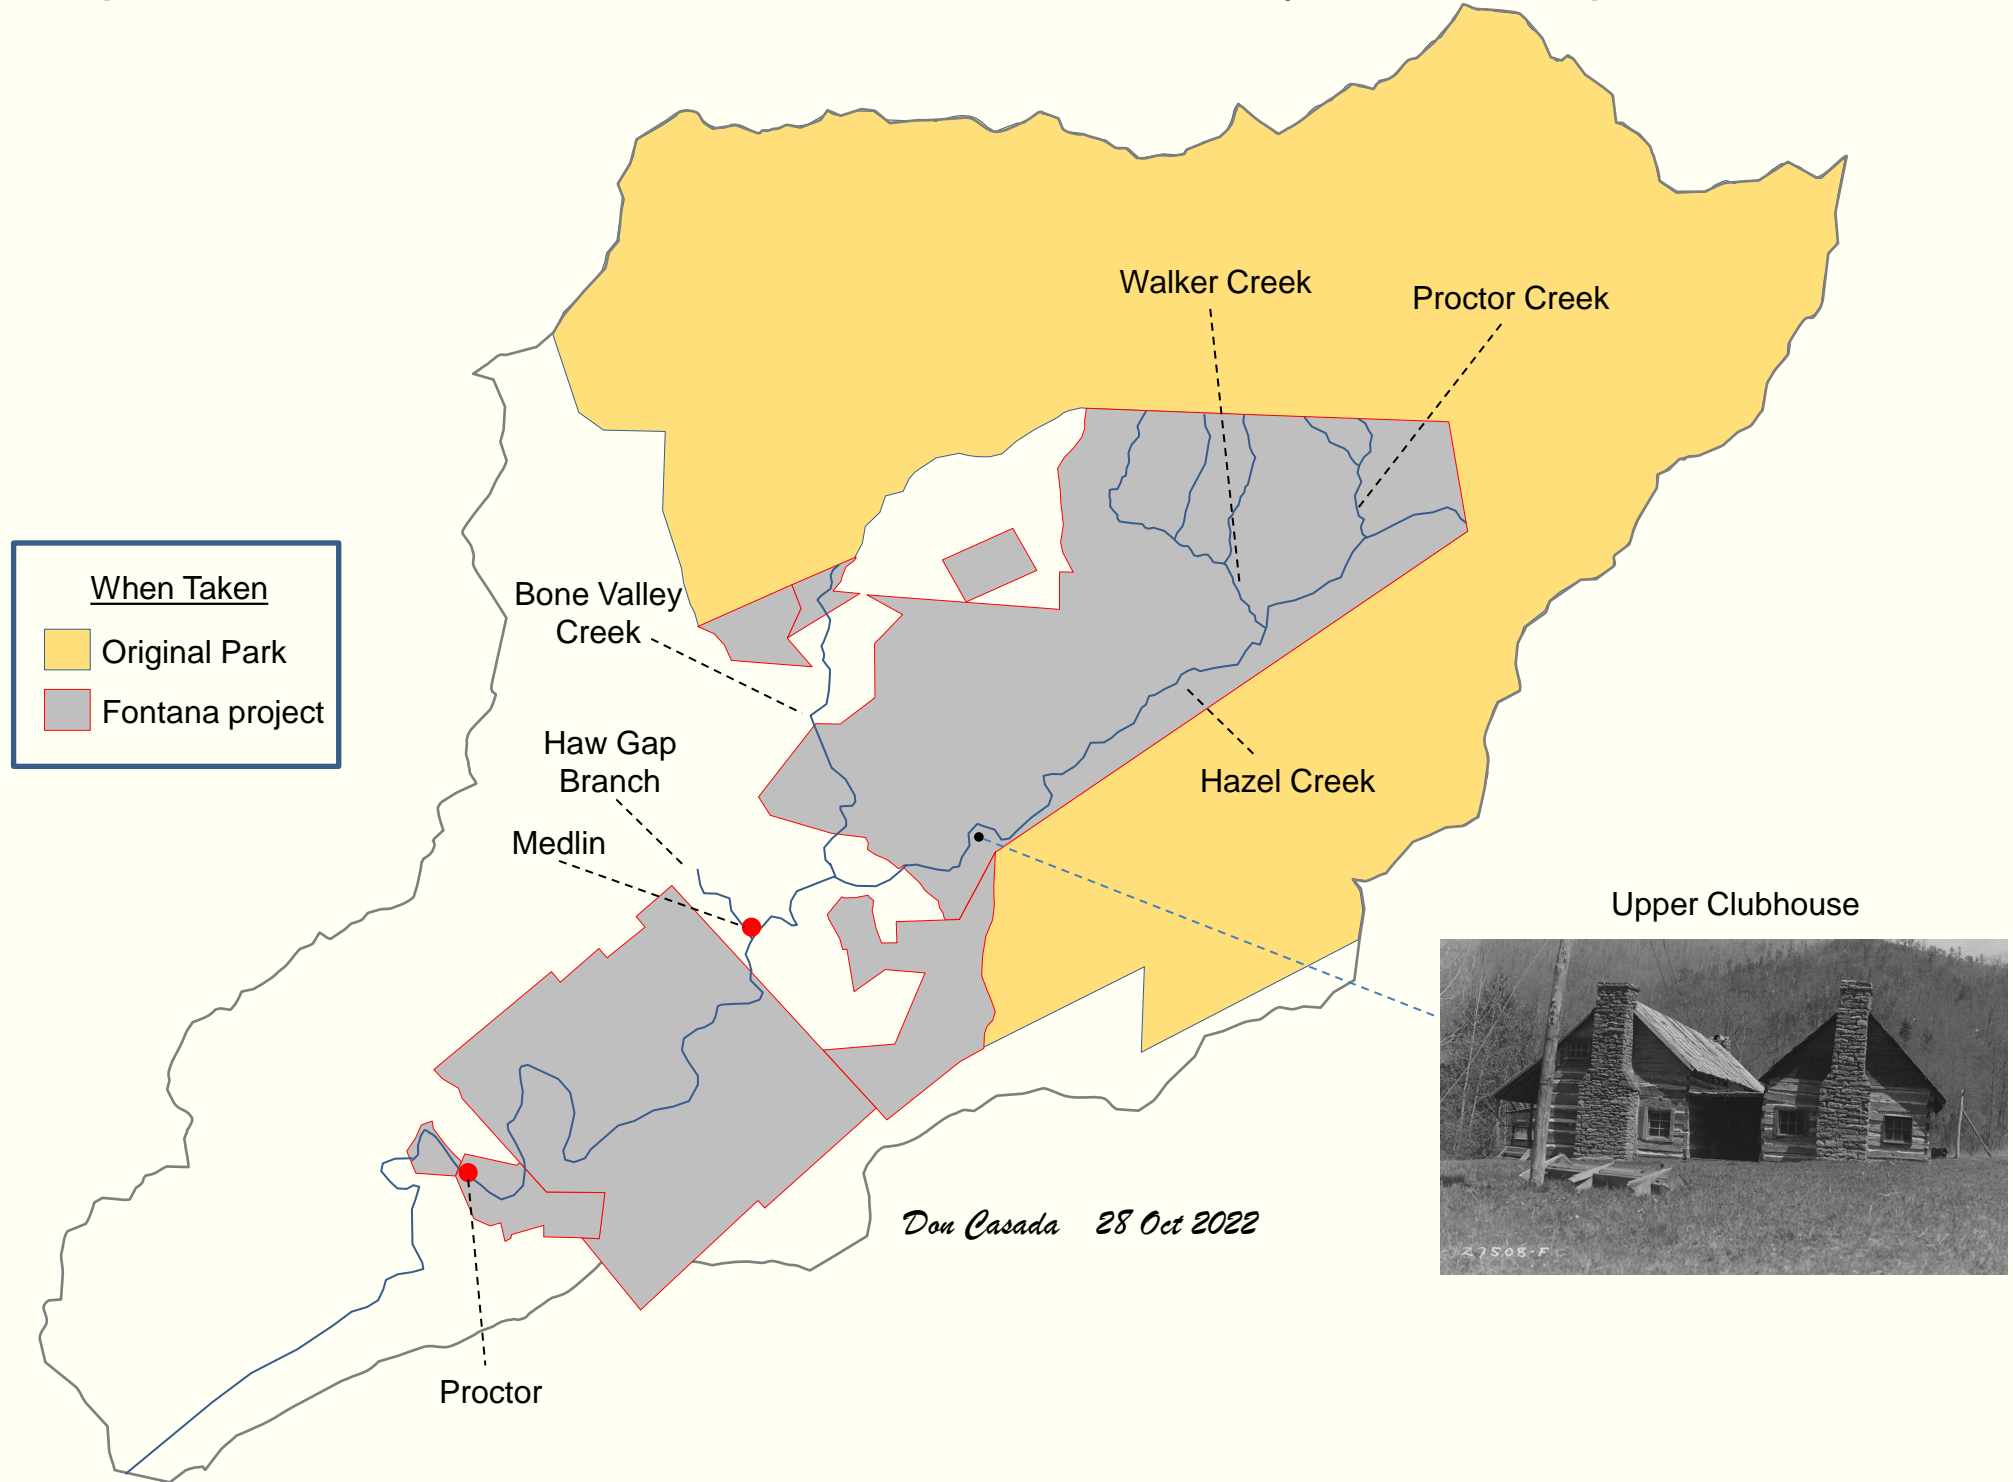 Walker Creek
Proctor Creek
When Taken
Original Park
Fontana project
Bone Valley
Creek
Haw Gap
Branch
Medlin
Hazel Creek
Upper Clubhouse
Don Casada 28 Oct 2022
27508-F
Proctor